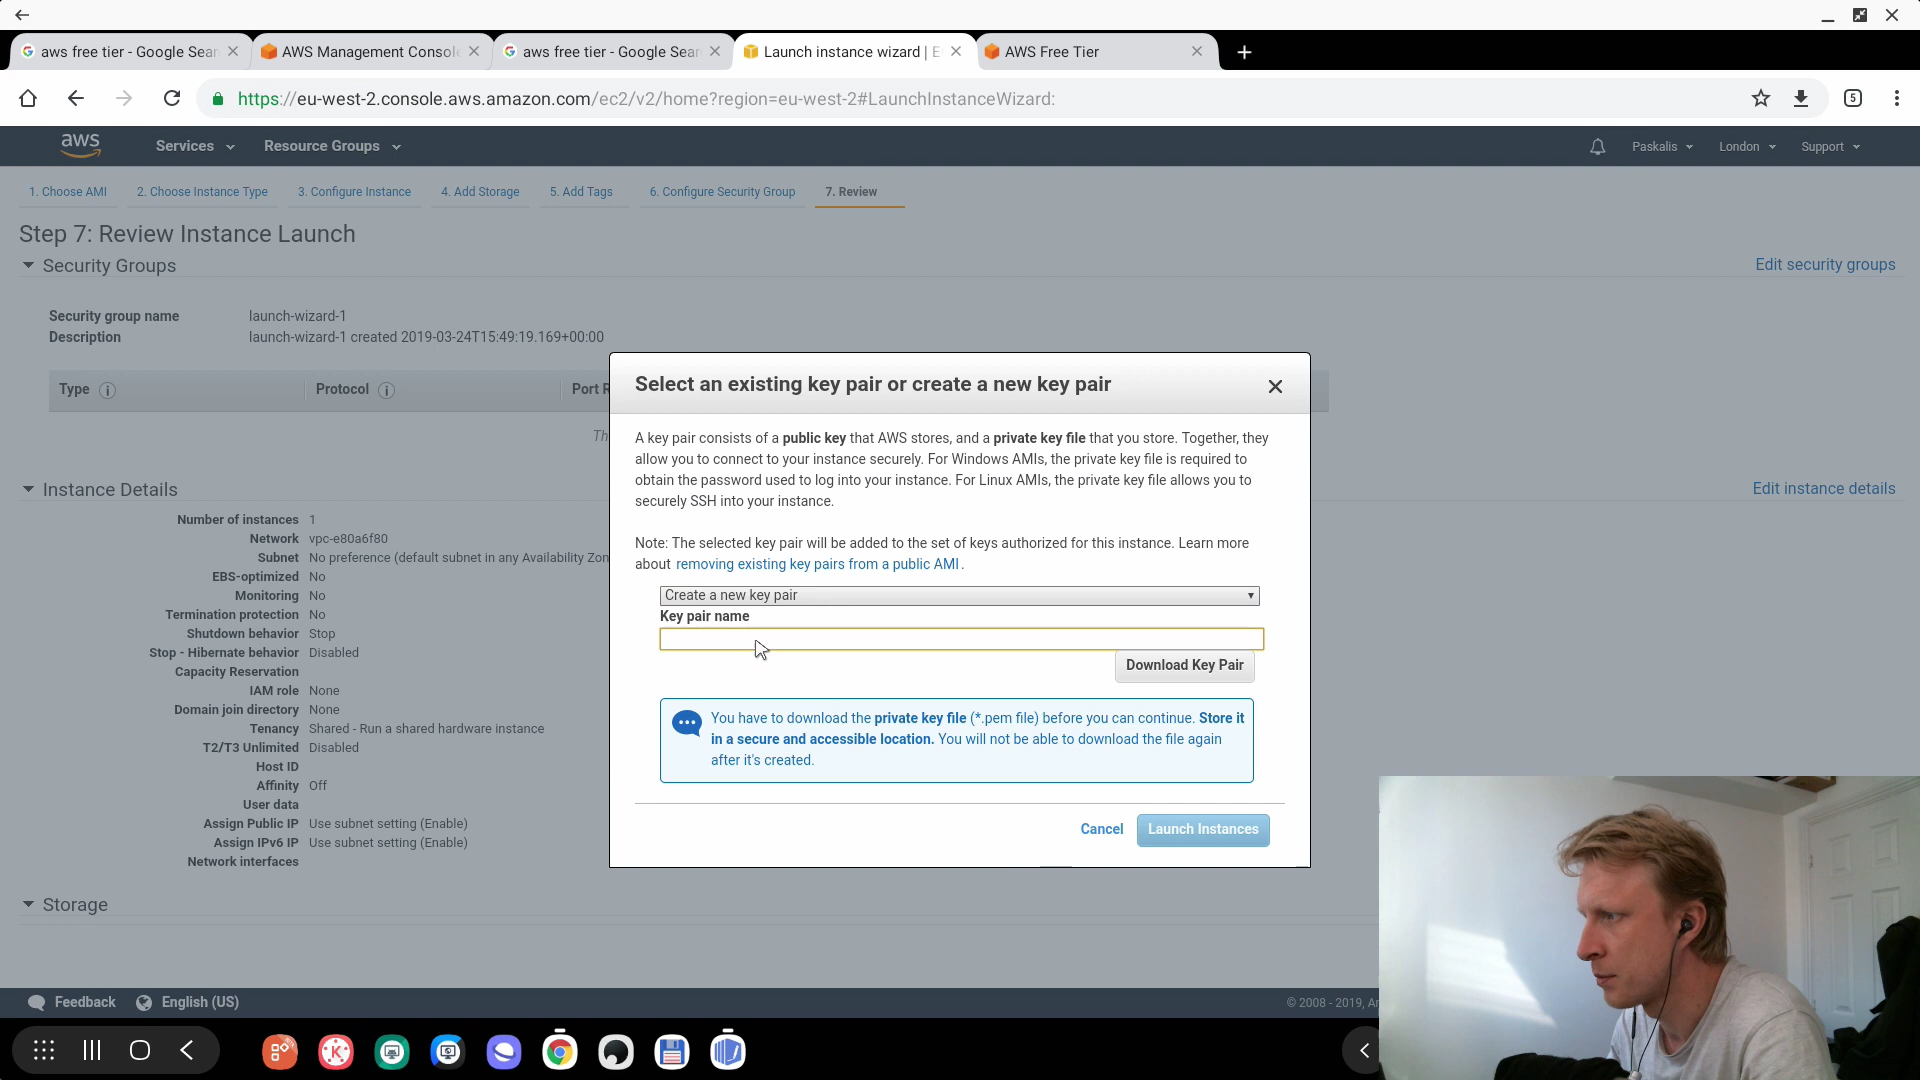 aws free tier - Google Sear
AWS Management Console
aws free tier - Google Sear
Launch instance wizard | E
AWS Free Tier
https://eu-west-2.console.aws.amazon.com/ec2/v2/home?region=eu-west-2#LaunchInstanceWizard:
5
aws
Services
Resource Groups
Paskalis
London
Support
1. Choose AMI
2. Choose Instance Type
3. Configure Instance
4. Add Storage
5. Add Tags
6. Configure Security Group
7. Review
Step 7: Review Instance Launch
Security Groups
Edit security groups
Security group name launch-wizard-1
Description launch-wizard-1 created 2019-03-24T15:49:19.169+00:00
Type
Protocol
Port R
Th
Select an existing key pair or create a new key pair
A key pair consists of a public key that AWS stores, and a private key file that you store. Together, they
allow you to connect to your instance securely. For Windows AMIs, the private key file is required to
obtain the password used to log into your instance. For Linux AMIs, the private key file allows you to
securely SSH into your instance.
Note: The selected key pair will be added to the set of keys authorized for this instance. Learn more
about removing existing key pairs from a public AMI .
Create a new key pair
Key pair name
Download Key Pair
You have to download the private key file (*.pem file) before you can continue. Store it
in a secure and accessible location. You will not be able to download the file again
after it's created.
Cancel
Launch Instances
Instance Details
Edit instance details
Number of instances 1
Network vpc-e80a6f80
Subnet No preference (default subnet in any Availability Zon
EBS-optimized No
Monitoring No
Termination protection No
Shutdown behavior Stop
Stop - Hibernate behavior Disabled
Capacity Reservation
IAM role None
Domain join directory None
Tenancy Shared - Run a shared hardware instance
T2/T3 Unlimited Disabled
Host ID
Affinity Off
User data
Assign Public IP Use subnet setting (Enable)
Assign IPv6 IP Use subnet setting (Enable)
Network interfaces
Storage
Feedback
English (US)
© 2008 - 2019, Am